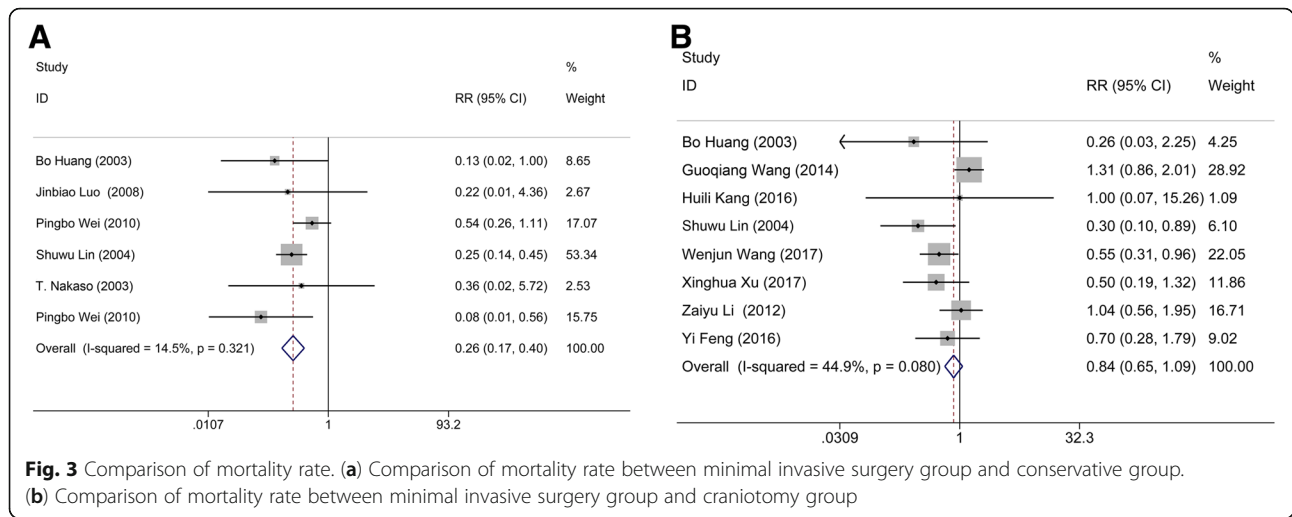 A
Study %
ID RR (95% CI) Weight
Bo Huang (2003) 0.13 (0.02, 1.00) 8.65
Jinbiao Luo (2008) 0.22 (0.01, 4.36) 2.67
Pingbo Wei (2010) 0.54 (0.26, 1.11) 17.07
Shuwu Lin (2004) 0.25 (0.14, 0.45) 53.34
T. Nakaso (2003) 0.36 (0.02, 5.72) 2.53
Pingbo Wei (2010) 0.08 (0.01, 0.56) 15.75
Overall (I-squared = 14.5%, p = 0.321) 0.26 (0.17, 0.40) 100.00
.0107 1 93.2
B
Study %
ID RR (95% CI) Weight
Bo Huang (2003) 0.26 (0.03, 2.25) 4.25
Guoqiang Wang (2014) 1.31 (0.86, 2.01) 28.92
Huili Kang (2016) 1.00 (0.07, 15.26) 1.09
Shuwu Lin (2004) 0.30 (0.10, 0.89) 6.10
Wenjun Wang (2017) 0.55 (0.31, 0.96) 22.05
Xinghua Xu (2017) 0.50 (0.19, 1.32) 11.86
Zaiyu Li (2012) 1.04 (0.56, 1.95) 16.71
Yi Feng (2016) 0.70 (0.28, 1.79) 9.02
Overall (I-squared = 44.9%, p = 0.080) 0.84 (0.65, 1.09) 100.00
.0309 1 32.3
Fig. 3 Comparison of mortality rate. (a) Comparison of mortality rate between minimal invasive surgery group and conservative group.
(b) Comparison of mortality rate between minimal invasive surgery group and craniotomy group